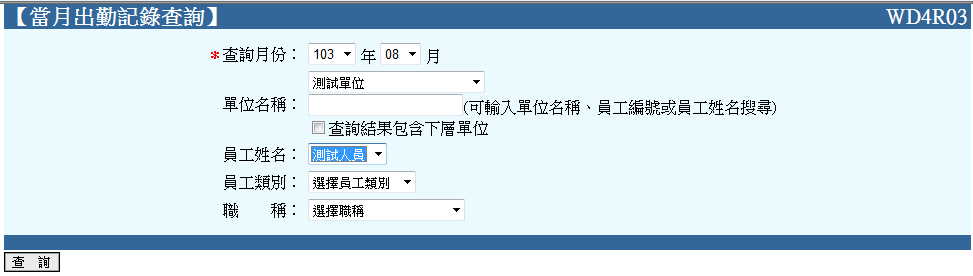 【當月出勤記錄查詢】 WD4R03
*查詢月份： 103 年 08 月
測試單位
單位名稱： (可輸入單位名稱、員工編號或員工姓名搜尋)
查詢結果包含下層單位
員工姓名： 測試人員
員工類別： 選擇員工類別
職 稱： 選擇職稱
查 詢